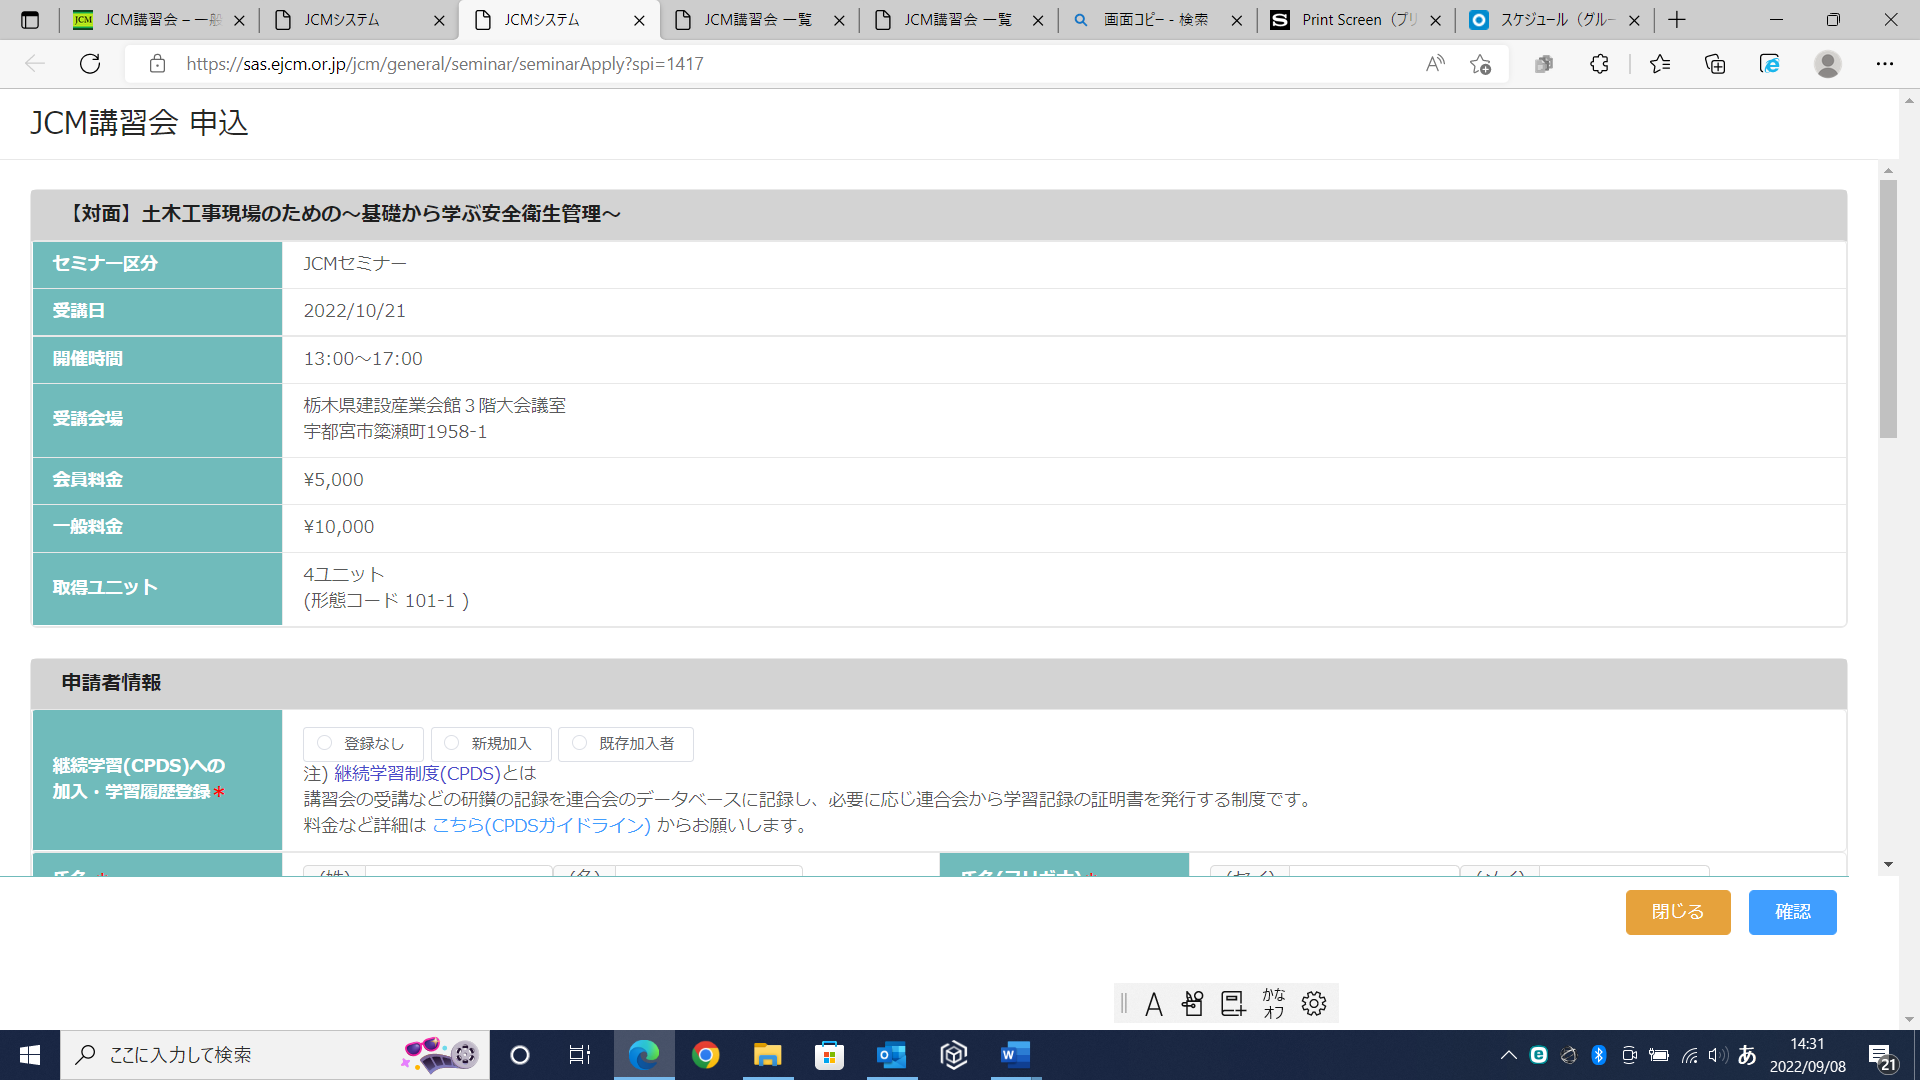 JCM講習会 – 一般
JCMシステム
JCMシステム
JCM講習会 一覧
JCM講習会 一覧
画面コピー - 検索
Print Screen（プリ
スケジュール（グルー
https://sas.ejcm.or.jp/jcm/general/seminar/seminarApply?spi=1417
JCM講習会 申込
【対面】土木工事現場のための～基礎から学ぶ安全衛生管理～
セミナー区分
JCMセミナー
受講日
2022/10/21
開催時間
13:00～17:00
受講会場
栃木県建設産業会館３階大会議室
宇都宮市簗瀬町1958-1
会員料金
¥5,000
一般料金
¥10,000
取得ユニット
4ユニット
(形態コード 101-1 )
申請者情報
継続学習(CPDS)への
加入・学習履歴登録*
登録なし
新規加入
既存加入者
注) 継続学習制度(CPDS)とは
講習会の受講などの研鑚の記録を連合会のデータベースに記録し、必要に応じ連合会から学習記録の証明書を発行する制度です。
料金など詳細は こちら(CPDSガイドライン) からお願いします。
氏名 *
(姓)
(名)
氏名(フリガナ) *
(セイ)
(メイ)
閉じる
確認
A
かな
オフ
ここに入力して検索
あ
14:31
2022/09/08
21